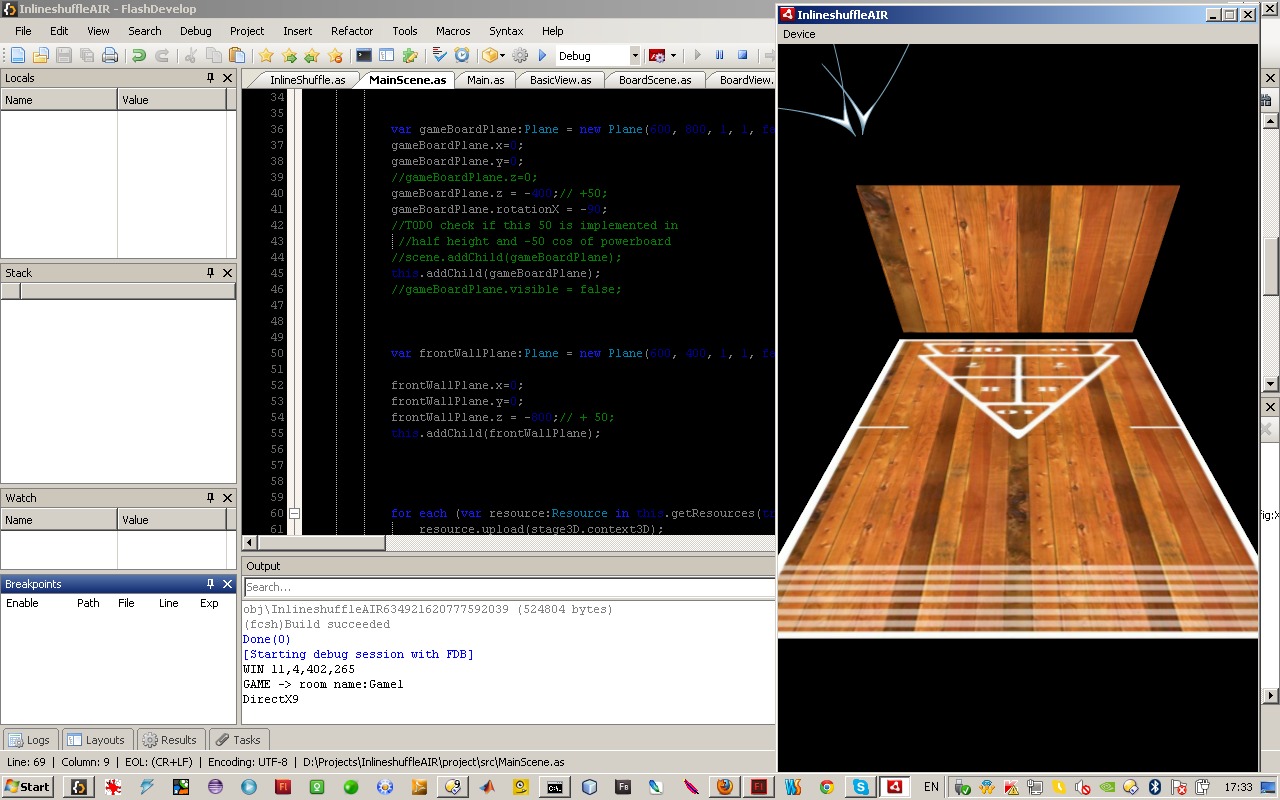 InlineshuffleAIR - FlashDevelop
File Edit View Search Debug Project Insert Refactor Tools Macros Syntax Help
Debug
Locals
Name Value
Stack
Watch
Name Value
Breakpoints
Enable Path File Line Exp
InlineShuffle.as MainScene.as Main.as BasicView.as BoardScene.as BoardView.
34
35
36 var gameBoardPlane:Plane = new Plane(600, 800, 1, 1, fa
37 gameBoardPlane.x=0;
38 gameBoardPlane.y=0;
39 //gameBoardPlane.z=0;
40 gameBoardPlane.z = -400;// +50;
41 gameBoardPlane.rotationX = -90;
42 //TODO check if this 50 is implemented in
43 //half height and -50 cos of powerboard
44 //scene.addChild(gameBoardPlane);
45 this.addChild(gameBoardPlane);
46 //gameBoardPlane.visible = false;
47
48
49
50 var frontWallPlane:Plane = new Plane(600, 400, 1, 1, fa
51
52 frontWallPlane.x=0;
53 frontWallPlane.y=0;
54 frontWallPlane.z = -800;// + 50;
55 this.addChild(frontWallPlane);
56
57
58
59
60 for each (var resource:Resource in this.getResources(t
61 resource.upload(stage3D.context3D);
Output
Search...
obj\InlineshuffleAIR634921620777592039 (524804 bytes)
(fcsh)Build succeeded
Done(0)
[Starting debug session with FDB]
WIN 11,4,402,265
GAME -> room name:Game1
DirectX9
Logs Layouts Results Tasks
Line: 69 | Column: 9 | EOL: (CR+LF) | Encoding: UTF-8 | D:\Projects\InlineshuffleAIR\project\src\MainScene.as
InlineshuffleAIR
Device
OFF 10
7 7
8 8
10
fig:X
Start EN 17:33